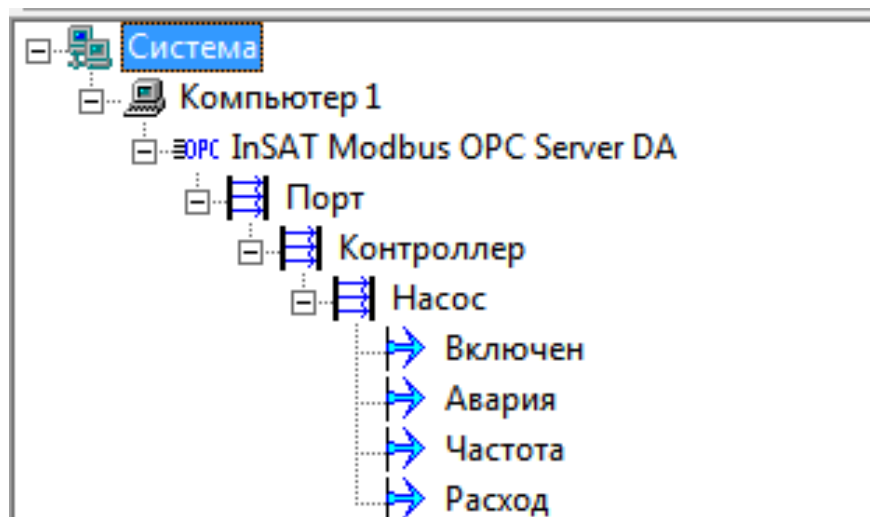 Система
Компьютер 1
OPC InSAT Modbus OPC Server DA
Порт
Контроллер
Насос
Включен
Авария
Частота
Расход